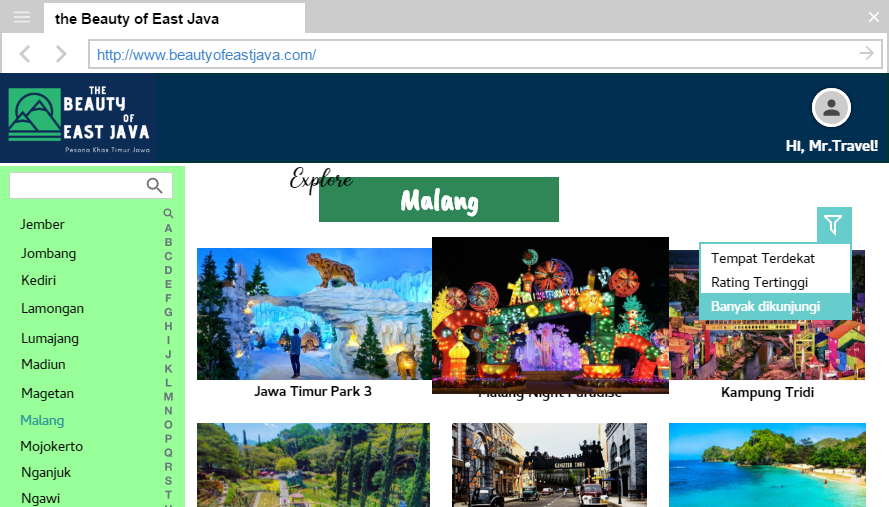 the Beauty of East Java
http://www.beautyofeastjava.com/
THE
BEAUTY
OF
EAST JAVA
Pesona Khas Timur Jawa
HI, Mr.Travel!
Explore
Malang
Jember
Jombang
Kediri
Lamongan
Lumajang
Madiun
Magetan
Malang
Mojokerto
Nganjuk
Ngawi
A
B
C
D
E
F
G
H
I
J
K
L
M
N
O
P
Q
R
S
T
Tempat Terdekat
Rating Tertinggi
Banyak dikunjungi
Jawa Timur Park 3
Malang Night Paradise
Kampung Tridi